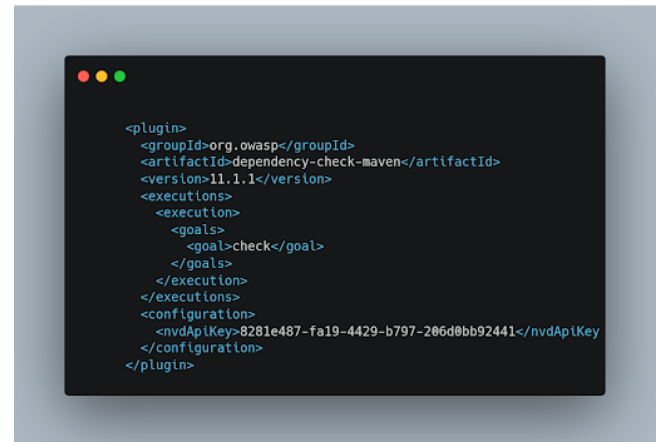 <plugin>
<groupId>org.owasp</groupId>
<artifactId>dependency-check-maven</artifactId>
<version>11.1.1</version>
<executions>
<execution>
<goals>
<goal>check</goal>
</goals>
</execution>
</executions>
<configuration>
<nvdApiKey>8281e487-fa19-4429-b797-206d0bb92441</nvdApiKey
</configuration>
</plugin>